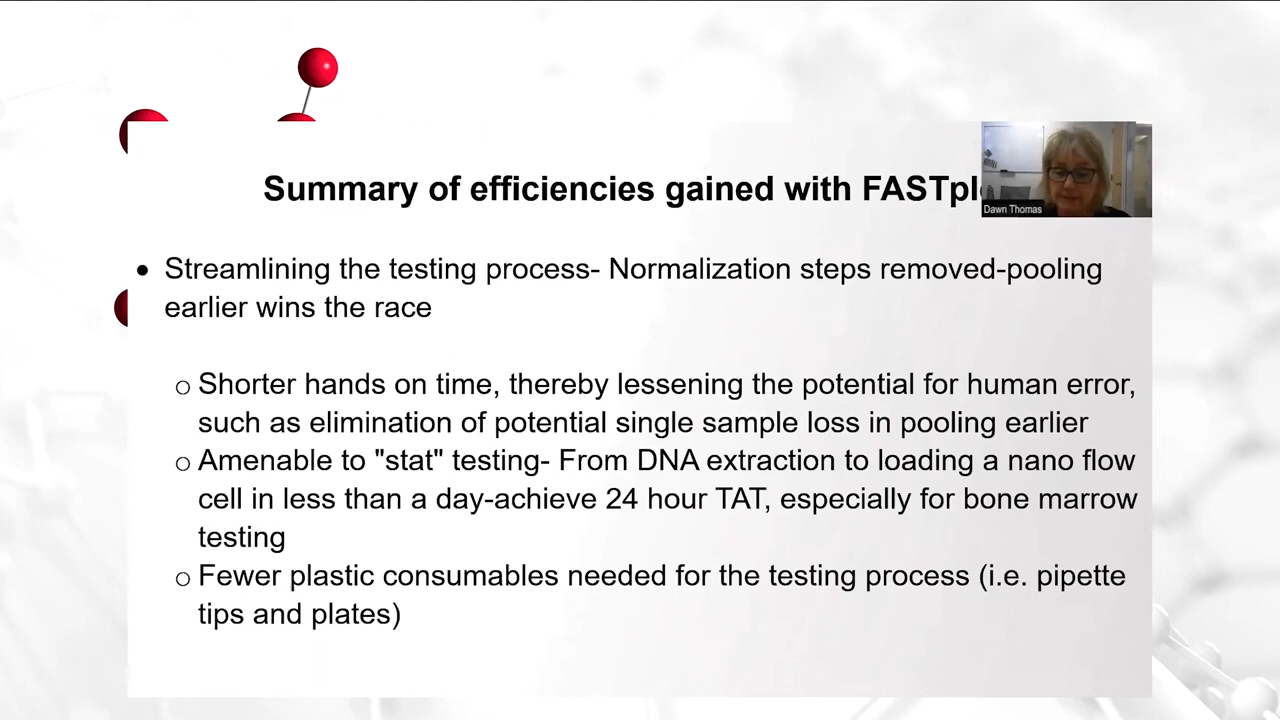 Summary of efficiencies gained with
Dawn Thomas
• Streamlining the testing process- Normalization steps removed-pooling
earlier wins the race
o Shorter hands on time, thereby lessening the potential for human error,
such as elimination of potential single sample loss in pooling earlier
o Amenable to "stat" testing- From DNA extraction to loading a nano flow
cell in less than a day-achieve 24 hour TAT, especially for bone marrow
testing
o Fewer plastic consumables needed for the testing process (i.e. pipette
tips and plates)